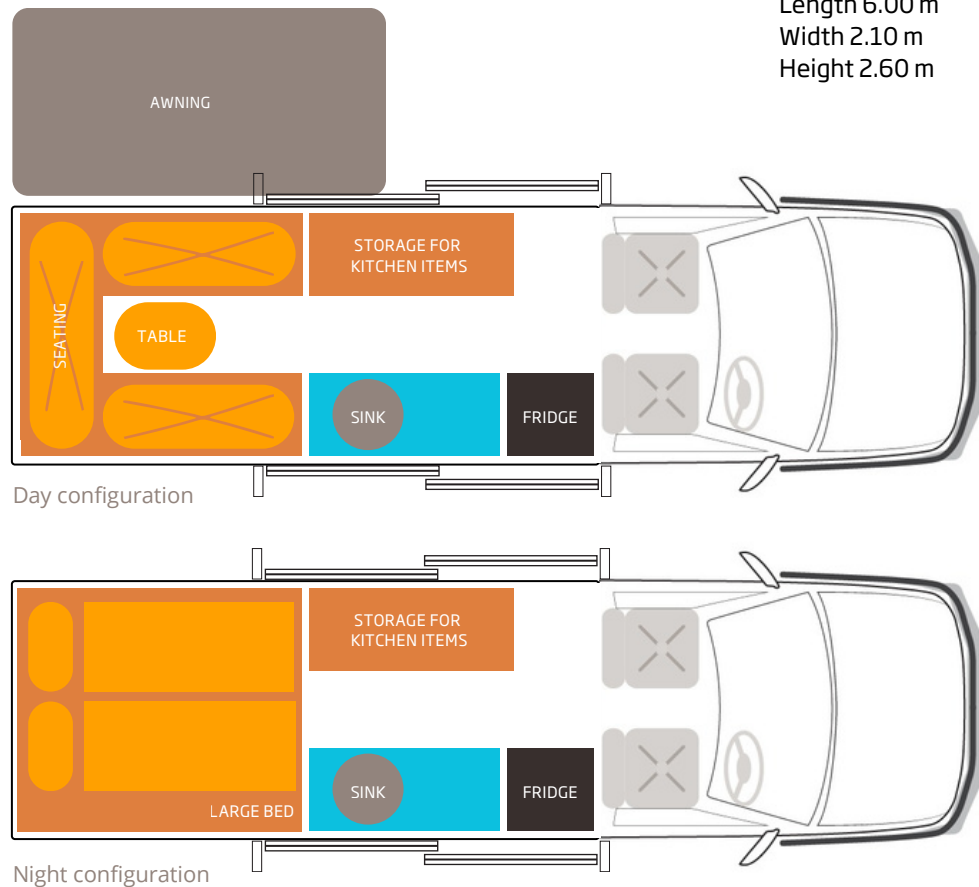 Length 6.00 m
Width 2.10 m
Height 2.60 m
AWNING
STORAGE FOR
KITCHEN ITEMS
SEATING
TABLE
SINK
FRIDGE
Day configuration
STORAGE FOR
KITCHEN ITEMS
SINK
FRIDGE
LARGE BED
Night configuration